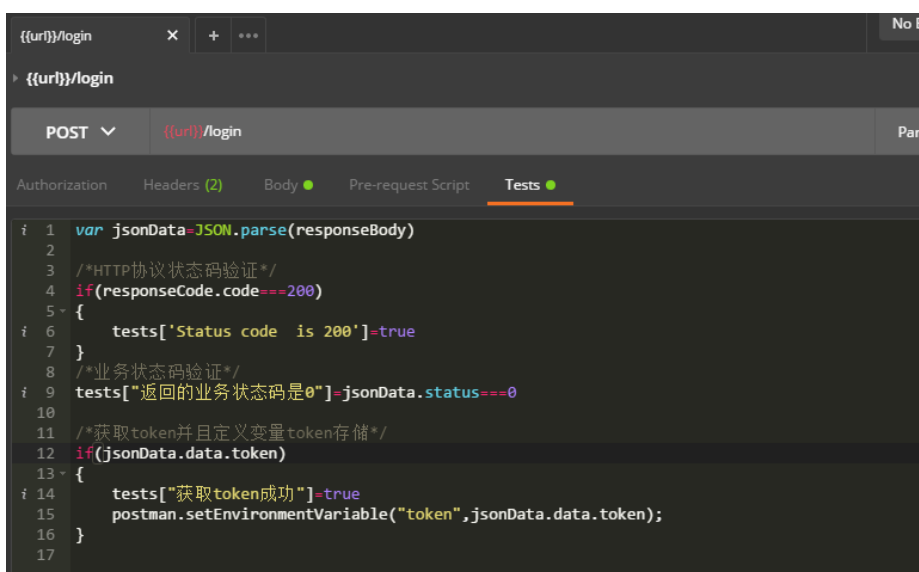 {{url}}/login × + •••
No
{{url}}/login
POST {{url}}/login
Authorization Headers (2) Body Pre-request Script Tests
i 1 var jsonData=JSON.parse(responseBody)
2
3 /*HTTP协议状态码验证*/
4 if(responseCode.code===200)
5 {
i 6 tests['Status code  is 200']=true
7 }
8 /*业务状态码验证*/
i 9 tests["返回的业务状态码是0"]=jsonData.status===0
10
11 /*获取token并且定义变量token存储*/
12 if(jsonData.data.token)
13 {
i 14 tests["获取token成功"]=true
15 postman.setEnvironmentVariable("token",jsonData.data.token);
16 }
17